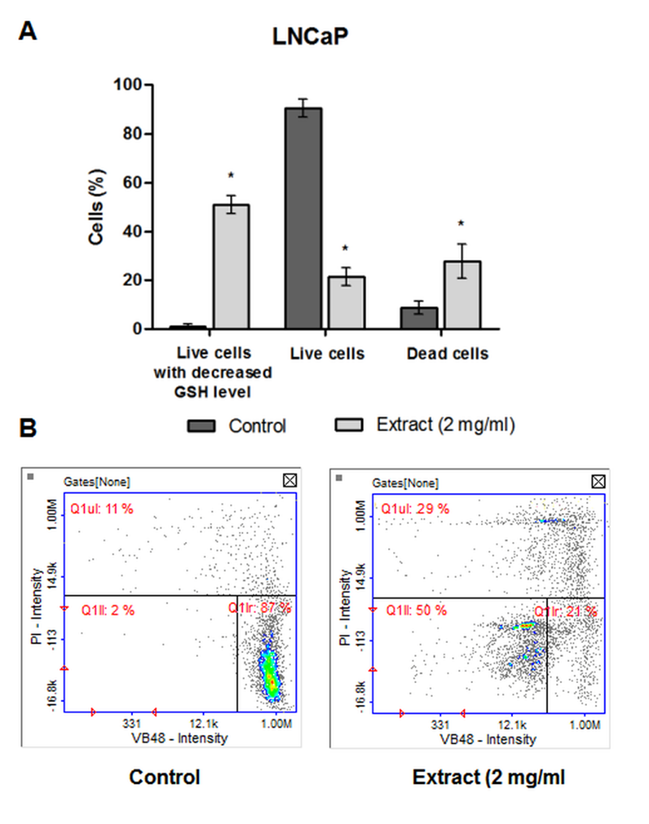 A
LNCaP
100
80
60
40
20
0
Cells (%)
*
*
*
Live cells
with decreased
GSH level
Live cells
Dead cells
Control
Extract (2 mg/ml)
B
Gates[None]
Q1ul: 11 %
Q1ll: 2 %
Q1lr: 87 %
1.00M
14.9k
-113
-16.8k
PI - Intensity
331
12.1k
1.00M
VB48 - Intensity
Control
Gates[None]
Q1ul: 29 %
Q1ll: 50 %
Q1lr: 21 %
1.00M
14.9k
-113
-16.8k
PI - Intensity
331
12.1k
1.00M
VB48 - Intensity
Extract (2 mg/ml